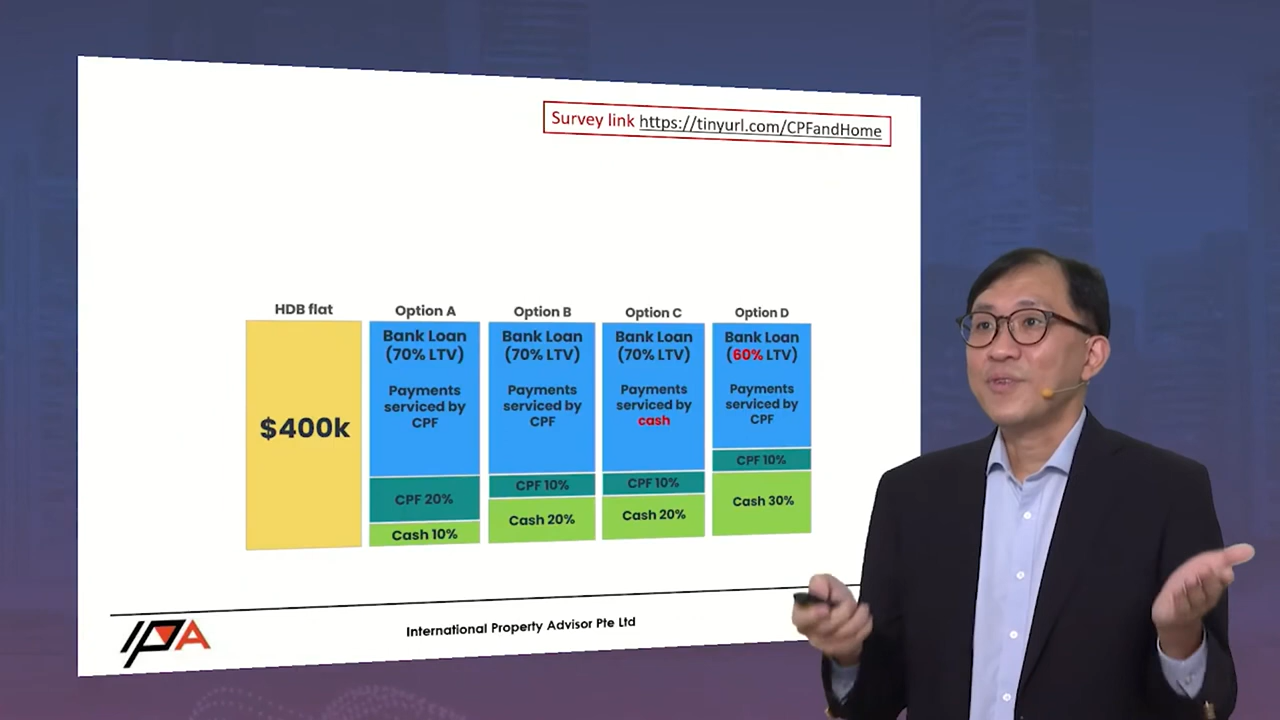 Survey link https://tinyurl.com/CPFandHome
HDB flat
$400k
Option A
Bank Loan
(70% LTV)
Payments
serviced by
CPF
CPF 20%
Cash 10%
Option B
Bank Loan
(70% LTV)
Payments
serviced by
CPF
CPF 10%
Cash 20%
Option C
Bank Loan
(70% LTV)
Payments
serviced by
cash
CPF 10%
Cash 20%
Option D
Bank Loan
(60% LTV)
Payments
serviced by
CPF
CPF 10%
Cash 30%
IPA
International Property Advisor Pte Ltd